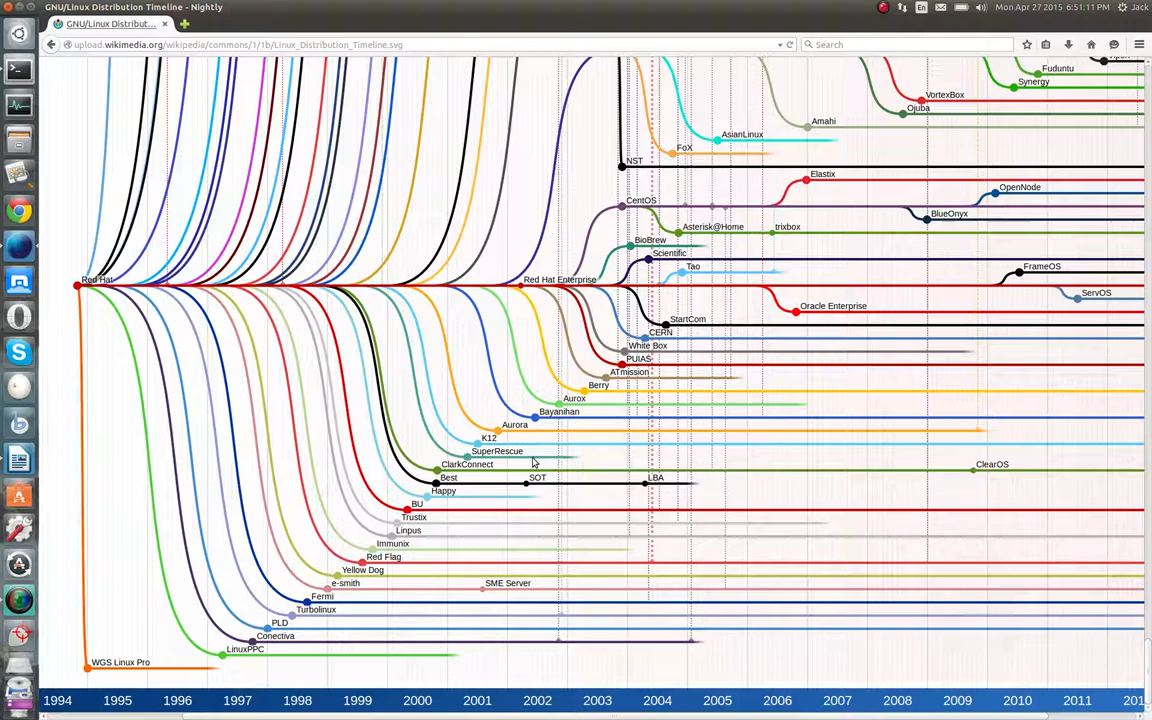 GNU/Linux Distribution Timeline - Nightly
En
Mon Apr 27 2015 6:51:11 PM
Jack
GNU/Linux Distribut...
upload.wikimedia.org/wikipedia/commons/1/1b/Linux_Distribution_Timeline.svg
Search
Fuduntu
Synergy
VortexBox
Ojuba
Amahi
AsianLinux
FoX
NST
Elastix
OpenNode
CentOS
BlueOnyx
Asterisk@Home
trixbox
BioBrew
Scientific
Tao
FrameOS
Red Hat
Red Hat Enterprise
ServOS
Oracle Enterprise
StartCom
CERN
White Box
PUIAS
ATmission
Berry
Aurox
Bayanihan
Aurora
K12
SuperRescue
ClarkConnect
ClearOS
Best
SOT
LBA
Happy
BU
Trustix
Linpus
Immunix
Red Flag
Yellow Dog
e-smith
SME Server
Fermi
Turbolinux
PLD
Conectiva
LinuxPPC
WGS Linux Pro
1994 1995 1996 1997 1998 1999 2000 2001 2002 2003 2004 2005 2006 2007 2008 2009 2010 2011